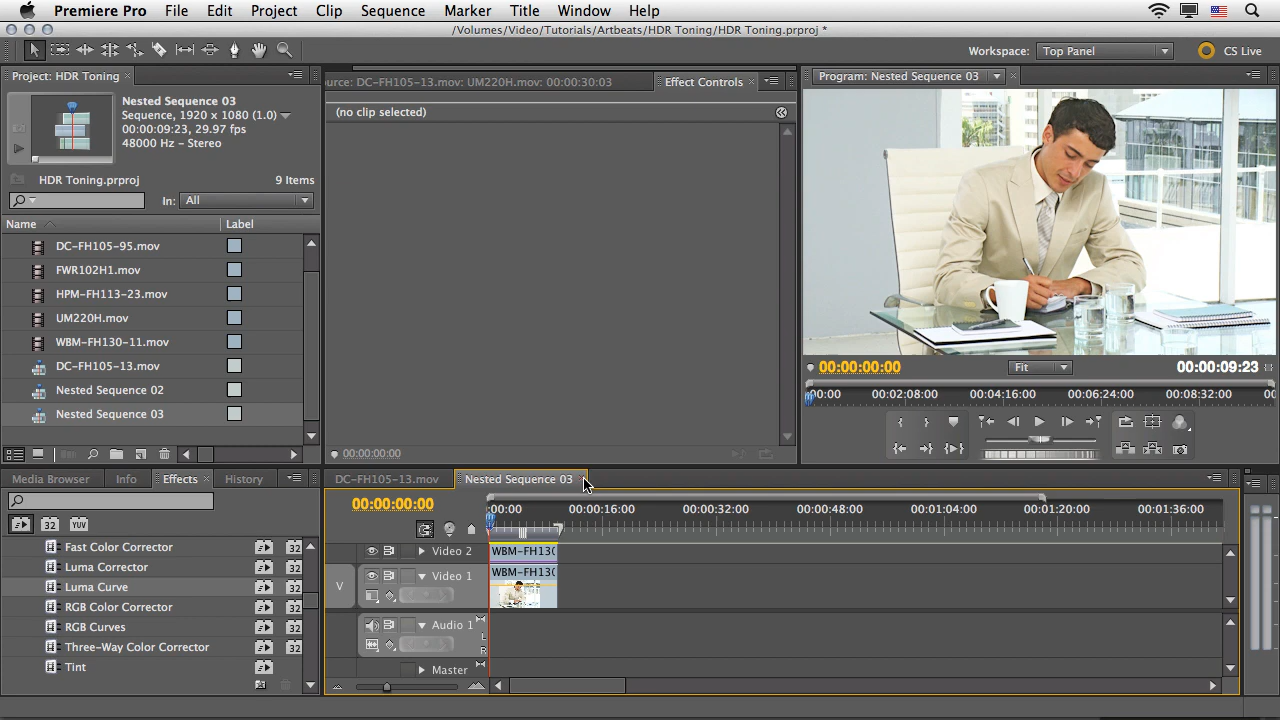 Premiere Pro File Edit Project Clip Sequence Marker Title Window Help
/Volumes/Video/Tutorials/Artbeats/HDR Toning/HDR Toning.prproj *
Workspace: Top Panel CS Live
Project: HDR Toning
Nested Sequence 03
Sequence, 1920 x 1080 (1.0)
00:00:09:23, 29.97 fps
48000 Hz - Stereo
HDR Toning.prproj 9 Items
In: All
Name Label
DC-FH105-95.mov
FWR102H1.mov
HPM-FH113-23.mov
UM220H.mov
WBM-FH130-11.mov
DC-FH105-13.mov
Nested Sequence 02
Nested Sequence 03
urce: DC-FH105-13.mov: UM220H.mov: 00:00:30:03 Effect Controls
(no clip selected)
00:00:00:00
Program: Nested Sequence 03
00:00:00:00 Fit 00:00:09:23
00:00 00:02:08:00 00:04:16:00 00:06:24:00 00:08:32:00 00:
Media Browser Info Effects History
32 YUV
Fast Color Corrector 32
Luma Corrector 32
Luma Curve 32
RGB Color Corrector 32
RGB Curves 32
Three-Way Color Corrector 32
Tint 32
DC-FH105-13.mov Nested Sequence 03
00:00:00:00 :00:00 00:00:16:00 00:00:32:00 00:00:48:00 00:01:04:00 00:01:20:00 00:01:36:00
Video 2 WBM-FH130
V Video 1 WBM-FH130
Audio 1 L
R
Master